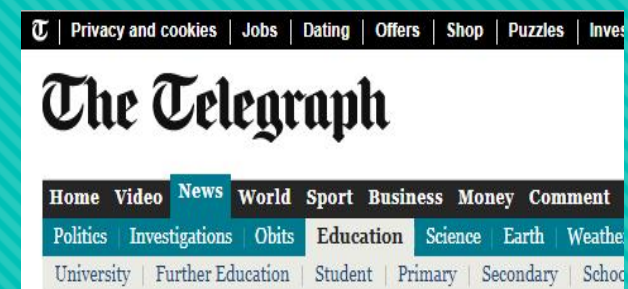 T | Privacy and cookies | Jobs | Dating | Offers | Shop | Puzzles |
The Telegraph
Home Video News World Sport Business Money Comment
Politics | Investigations | Obits Education Science | Earth |
University | Further Education | Student | Primary | Secondary |